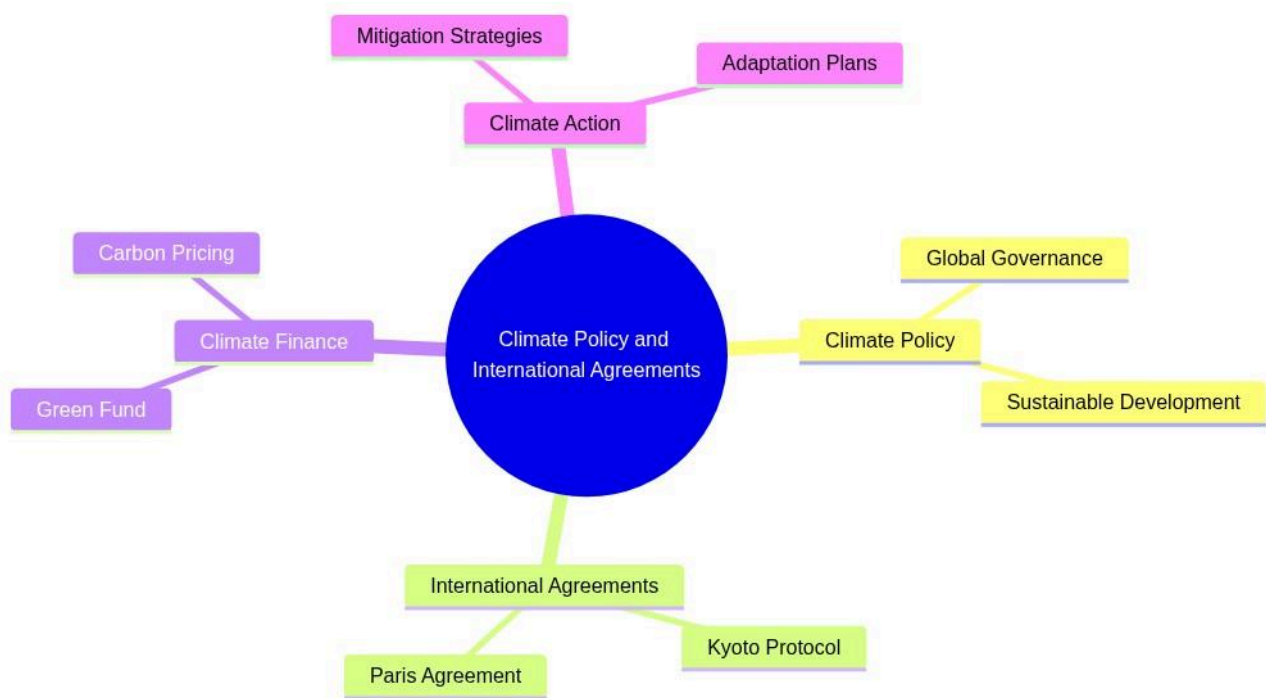 Mitigation Strategies
Adaptation Plans
Climate Action
Carbon Pricing
Global Governance
Climate Finance
Climate Policy and
International Agreements
Climate Policy
Green Fund
Sustainable Development
International Agreements
Kyoto Protocol
Paris Agreement